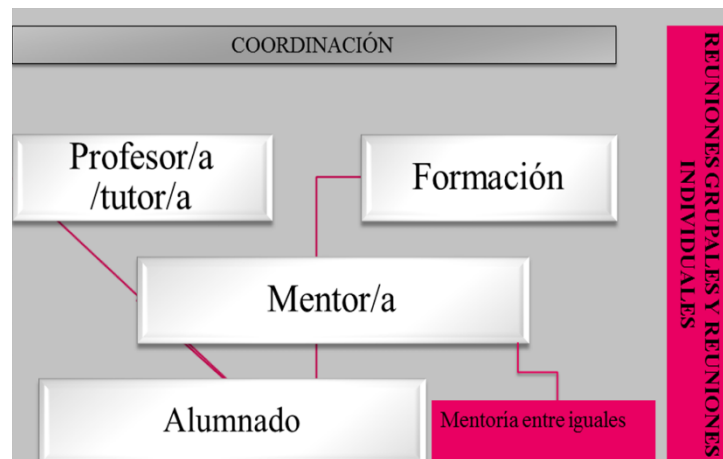 COORDINACIÓN
Profesor/a
/tutor/a
Formación
Mentor/a
Alumnado
Mentoría entre iguales
REUNIONES GRUPALES Y REUNIONES
INDIVIDUALES